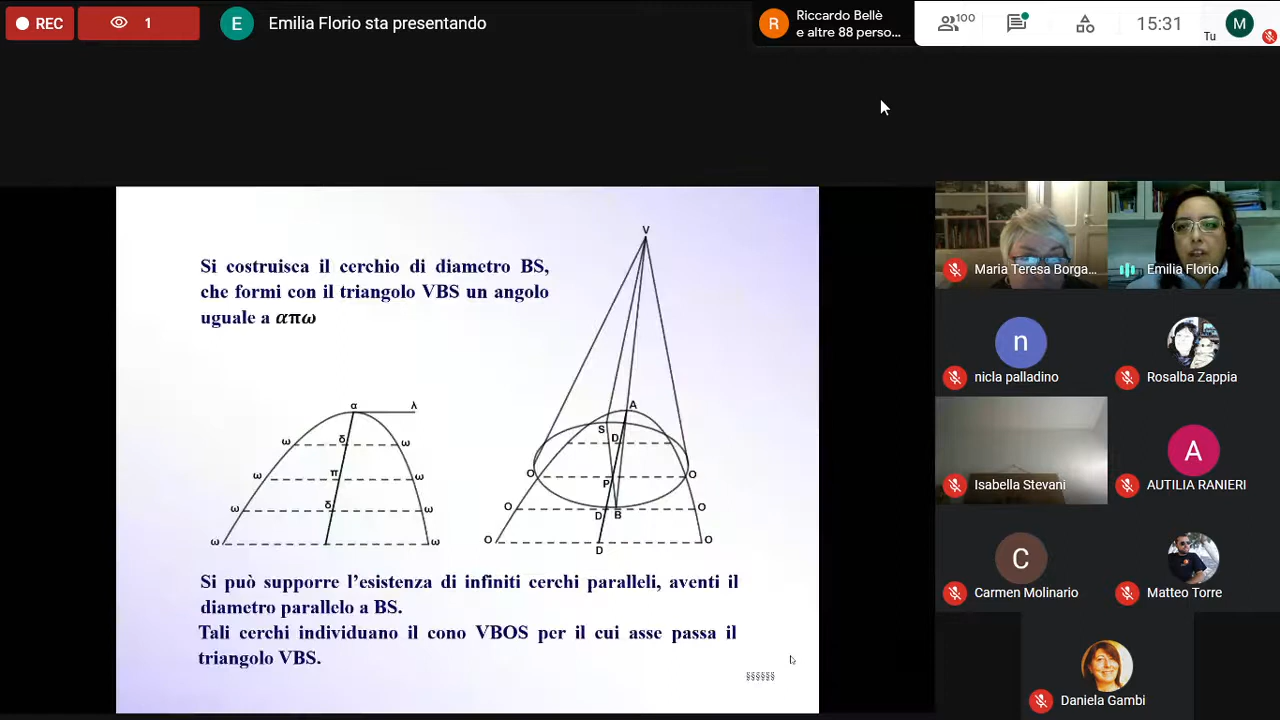 REC
1
E
Emilia Florio sta presentando
R
Riccardo Bellè
e altre 88 perso...
100
15:31
Tu
M
Si costruisca il cerchio di diametro BS,
che formi con il triangolo VBS un angolo
uguale a απω
V
α λ
ω δ ω
ω π ω
ω δ ω
ω ω
A
S
D
O P O
O D B O
O D O
Si può supporre l'esistenza di infiniti cerchi paralleli, aventi il
diametro parallelo a BS.
Tali cerchi individuano il cono VBOS per il cui asse passa il
triangolo VBS.
§§§§§§
Maria Teresa Borga...
Emilia Florio
n
nicla palladino
Rosalba Zappia
Isabella Stevani
A
AUTILIA RANIERI
C
Carmen Molinario
Matteo Torre
Daniela Gambi